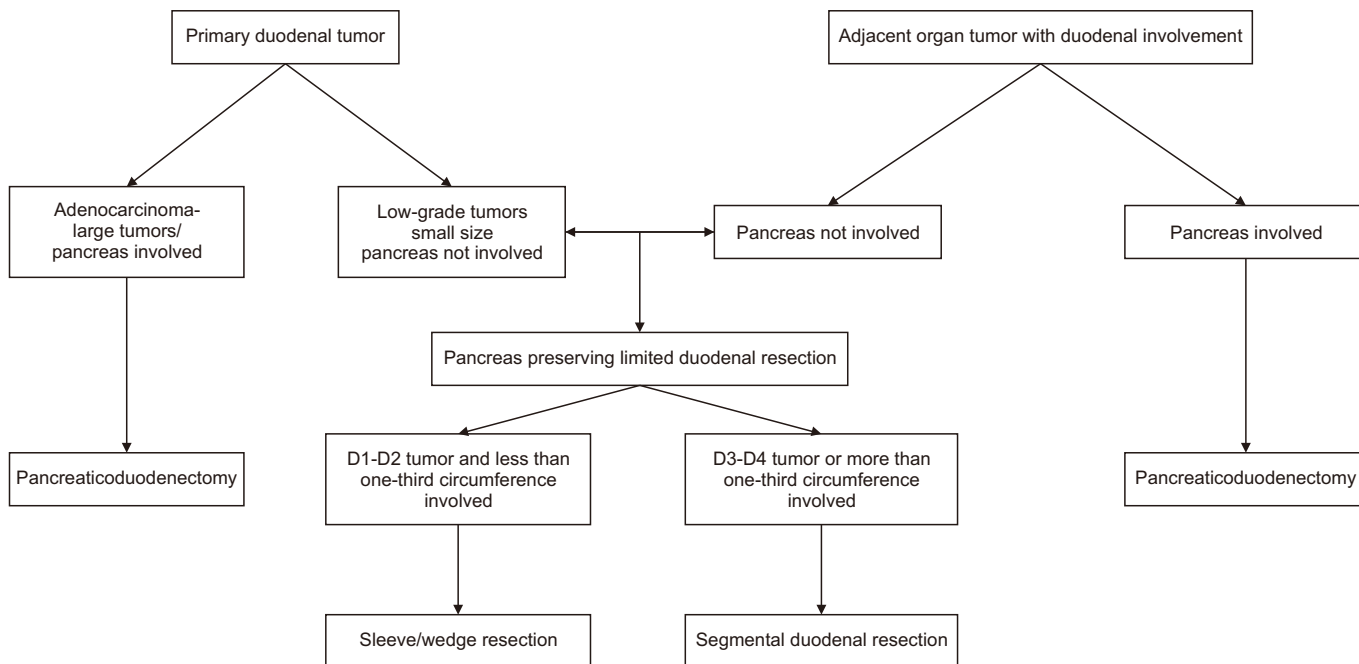 Primary duodenal tumor
Adjacent organ tumor with duodenal involvement
Adenocarcinoma-
large tumors/
pancreas involved
Low-grade tumors
small size
pancreas not involved
Pancreas not involved
Pancreas involved
Pancreas preserving limited duodenal resection
Pancreaticoduodenectomy
D1-D2 tumor and less than
one-third circumference
involved
D3-D4 tumor or more than
one-third circumference
involved
Pancreaticoduodenectomy
Sleeve/wedge resection
Segmental duodenal resection